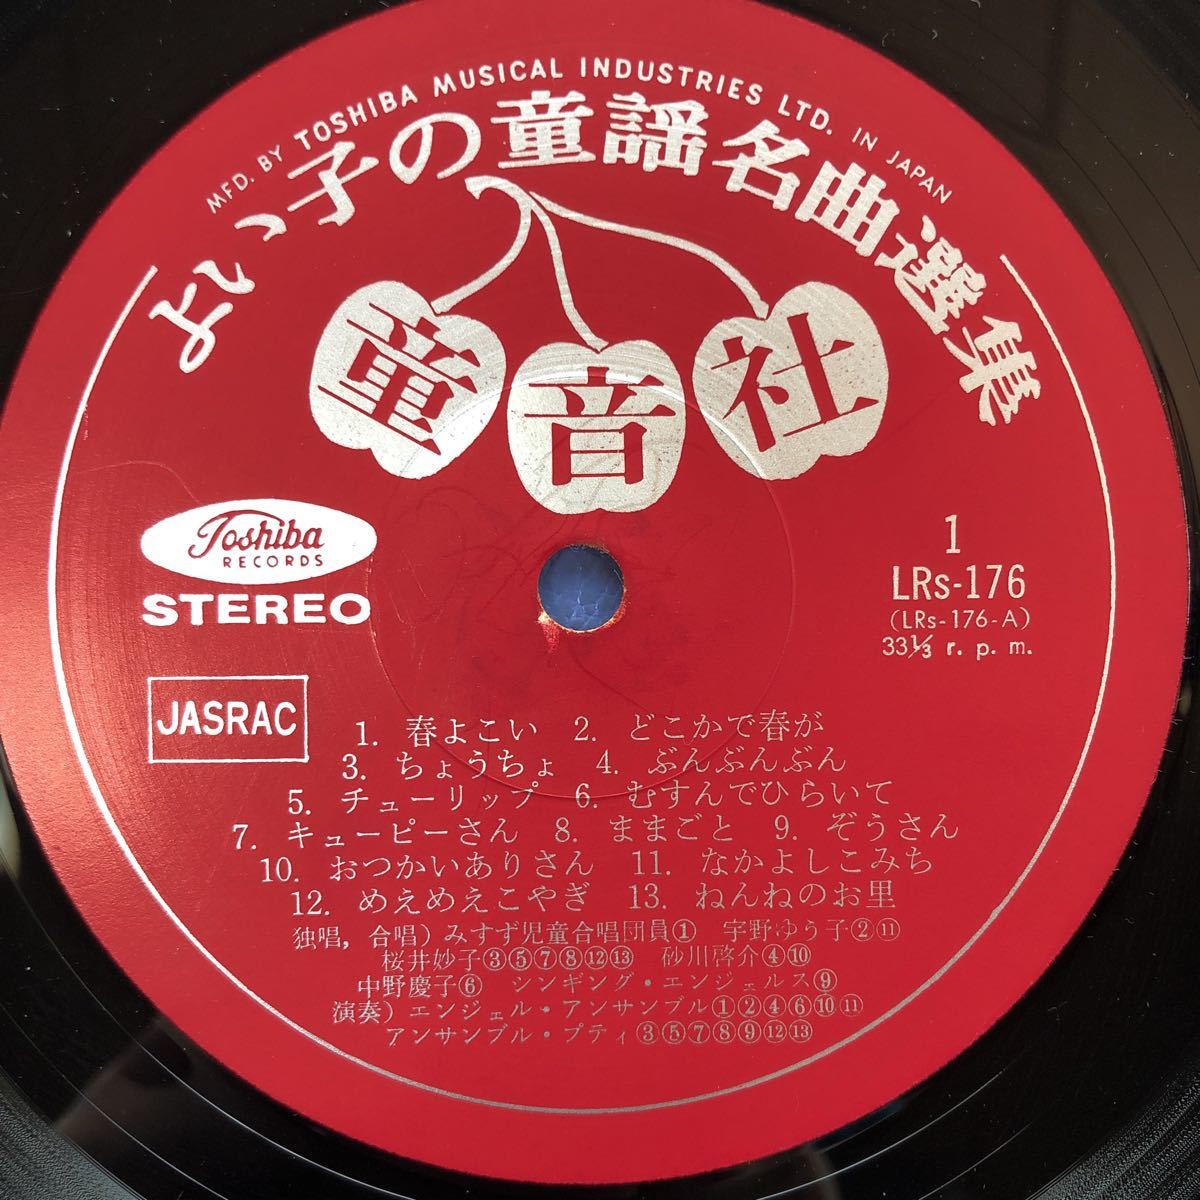 MFD. BY TOSHIBA MUSICAL INDUSTRIES LTD. IN JAPAN
よい子の童謡名曲選集
童音社
Toshiba
RECORDS
STEREO
1
LRs-176
(LRs-176-A)
33⅓ r. p. m.
JASRAC
1. 春よこい 2. どこかで春が
3. ちょうちょ 4. ぶんぶんぶん
5. チューリップ 6. むすんでひらいて
7. キューピーさん 8. ままごと 9. ぞうさん
10. おつかいありさん 11. なかよしこみち
12. めえめえこやぎ 13. ねんねのお里
独唱, 合唱) みすず児童合唱団員① 宇野ゆう子②⑪
桜井妙子③⑤⑦⑧⑫⑬ 砂川啓介④⑩
中野慶子⑥ シンギング・エンジェルス⑨
演奏) エンジェル・アンサンブル①②④⑥⑩⑪
アンサンブル・プティ③⑤⑦⑧⑨⑫⑬